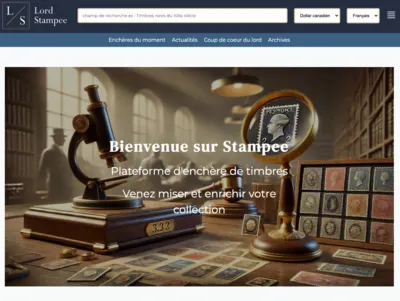 L
S
Lord
Stampee
champ de recherche ex : Timbres rares du XIXe siècle
Dollar canadien
Français
Enchères du moment
Actualités
Coup de coeur du lord
Archives
Bienvenue sur Stampee
Plateforme d'enchère de timbres
Venez miser et enrichir votre
collection